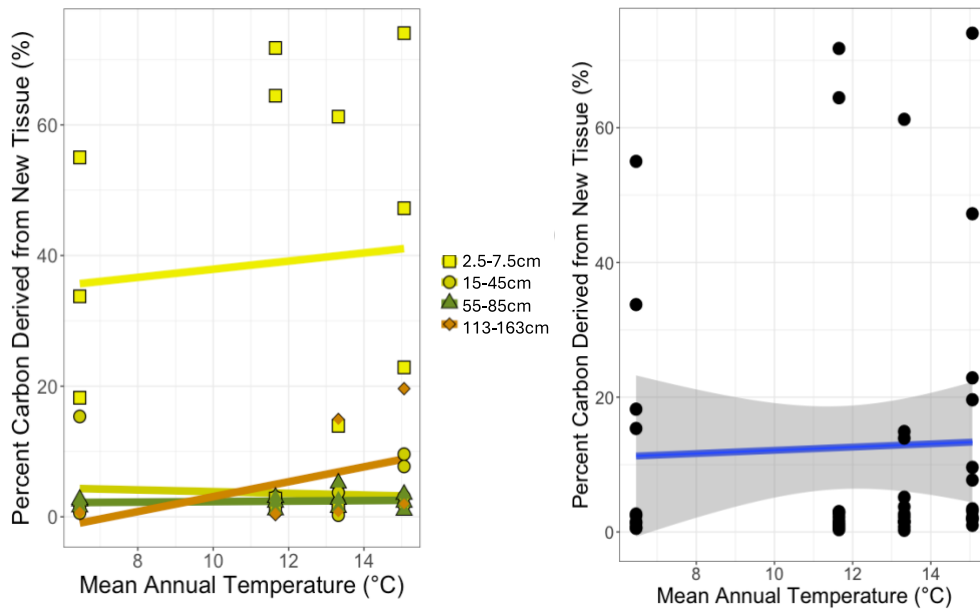 Percent Carbon Derived from New Tissue (%)
60
40
20
0
8 10 12 14
Mean Annual Temperature (°C)
2.5-7.5cm
15-45cm
55-85cm
113-163cm
Percent Carbon Derived from New Tissue (%)
60
40
20
0
8 10 12 14
Mean Annual Temperature (°C)